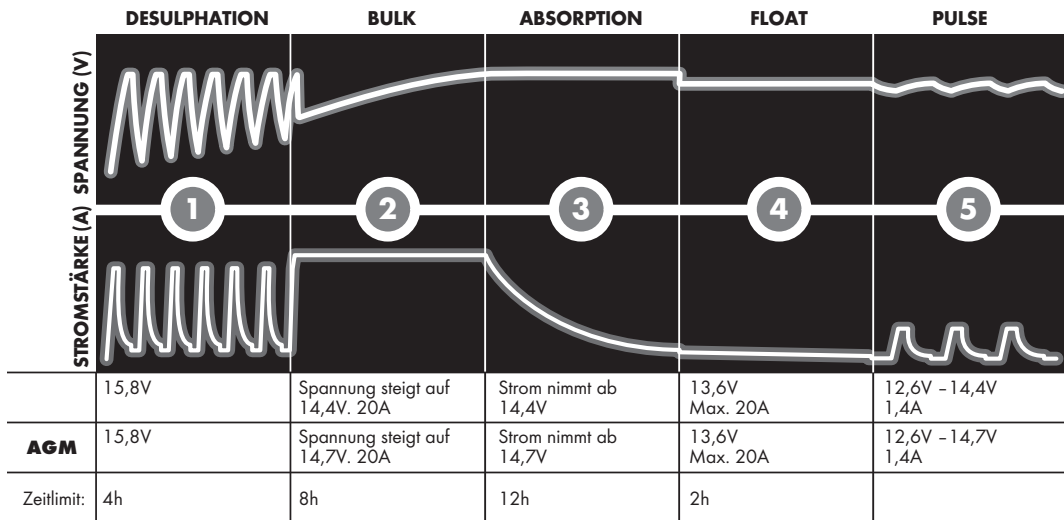 DESULPHATION BULK ABSORPTION FLOAT PULSE
SPANNUNG (V)
STROMSTÄRKE (A)
1 2 3 4 5
15,8V Spannung steigt auf Strom nimmt ab 13,6V 12,6V – 14,4V
14,4V. 20A 14,4V Max. 20A 1,4A
AGM 15,8V Spannung steigt auf Strom nimmt ab 13,6V 12,6V – 14,7V
14,7V. 20A 14,7V Max. 20A 1,4A
Zeitlimit: 4h 8h 12h 2h